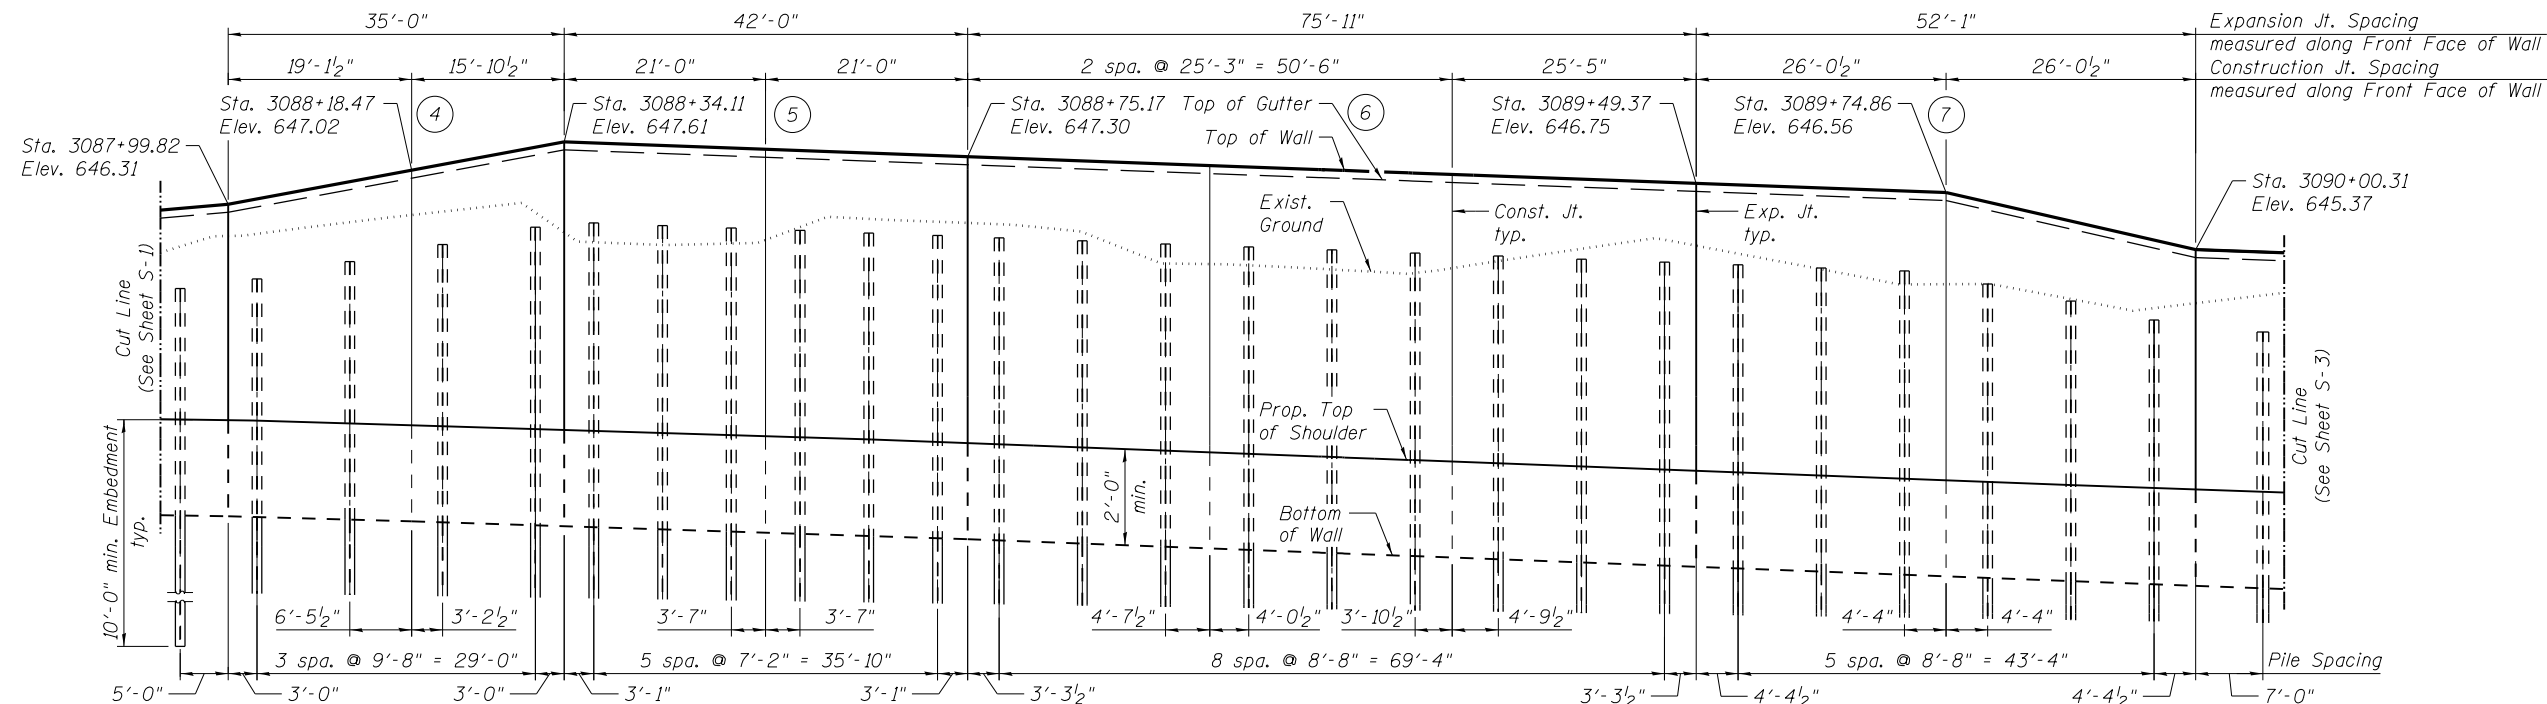 35'-0"
42'-0"
75'-11"
52'-1"
Expansion Jt. Spacing
measured along Front Face of Wall
19'-1½"
15'-10½"
21'-0"
21'-0"
2 spa. @ 25'-3" = 50'-6"
25'-5"
26'-0½"
26'-0½"
Construction Jt. Spacing
measured along Front Face of Wall
Sta. 3087+99.82
Elev. 646.31
Sta. 3088+18.47
Elev. 647.02
4
Sta. 3088+34.11
Elev. 647.61
5
Sta. 3088+75.17
Elev. 647.30
Top of Gutter
Top of Wall
6
Sta. 3089+49.37
Elev. 646.75
Sta. 3089+74.86
Elev. 646.56
7
Sta. 3090+00.31
Elev. 645.37
Exist.
Ground
Const. Jt.
typ.
Exp. Jt.
typ.
Cut Line
(See Sheet S-1)
Prop. Top
of Shoulder
Cut Line
(See Sheet S-3)
10'-0" min. Embedment
typ.
2'-0"
min.
Bottom
of Wall
6'-5½"
3'-2½"
3'-7"
3'-7"
4'-7½"
4'-0½"
3'-10½"
4'-9½"
4'-4"
4'-4"
3 spa. @ 9'-8" = 29'-0"
5 spa. @ 7'-2" = 35'-10"
8 spa. @ 8'-8" = 69'-4"
5 spa. @ 8'-8" = 43'-4"
Pile Spacing
5'-0"
3'-0"
3'-0"
3'-1"
3'-1"
3'-3½"
3'-3½"
4'-4½"
4'-4½"
7'-0"